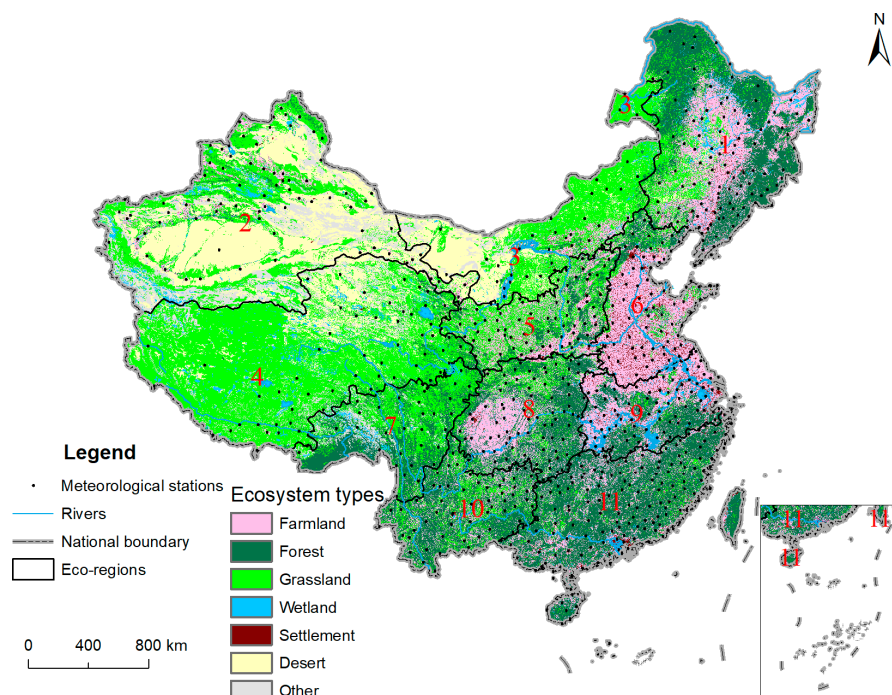 N
3
1
2
3
6
5
4
7
8
9
10
11
Legend
Meteorological stations
Rivers
National boundary
Eco-regions
0 400 800 km
Ecosystem types
Farmland
Forest
Grassland
Wetland
Settlement
Desert
Other
11 11
11